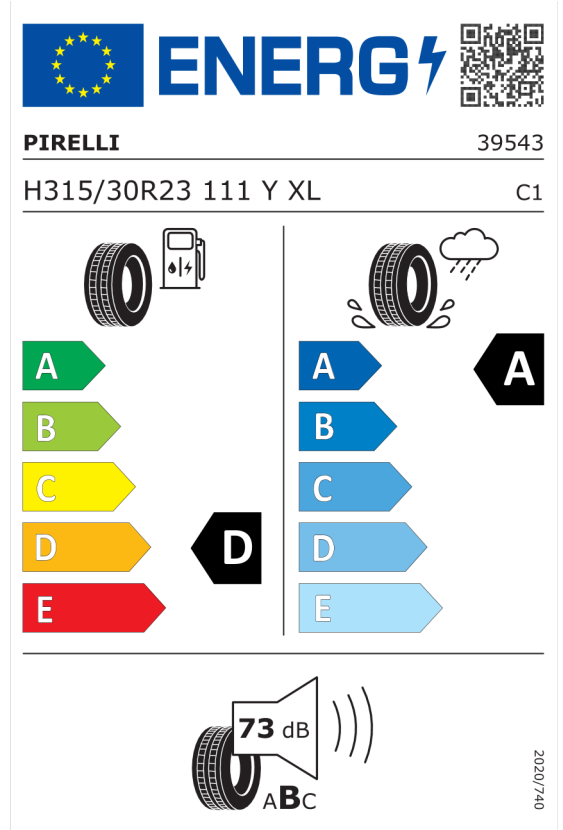 ENERG
PIRELLI 39543
H315/30R23 111 Y XL C1
A A A
B B
C C
D D D
E E
73 dB
ABC
2020/740